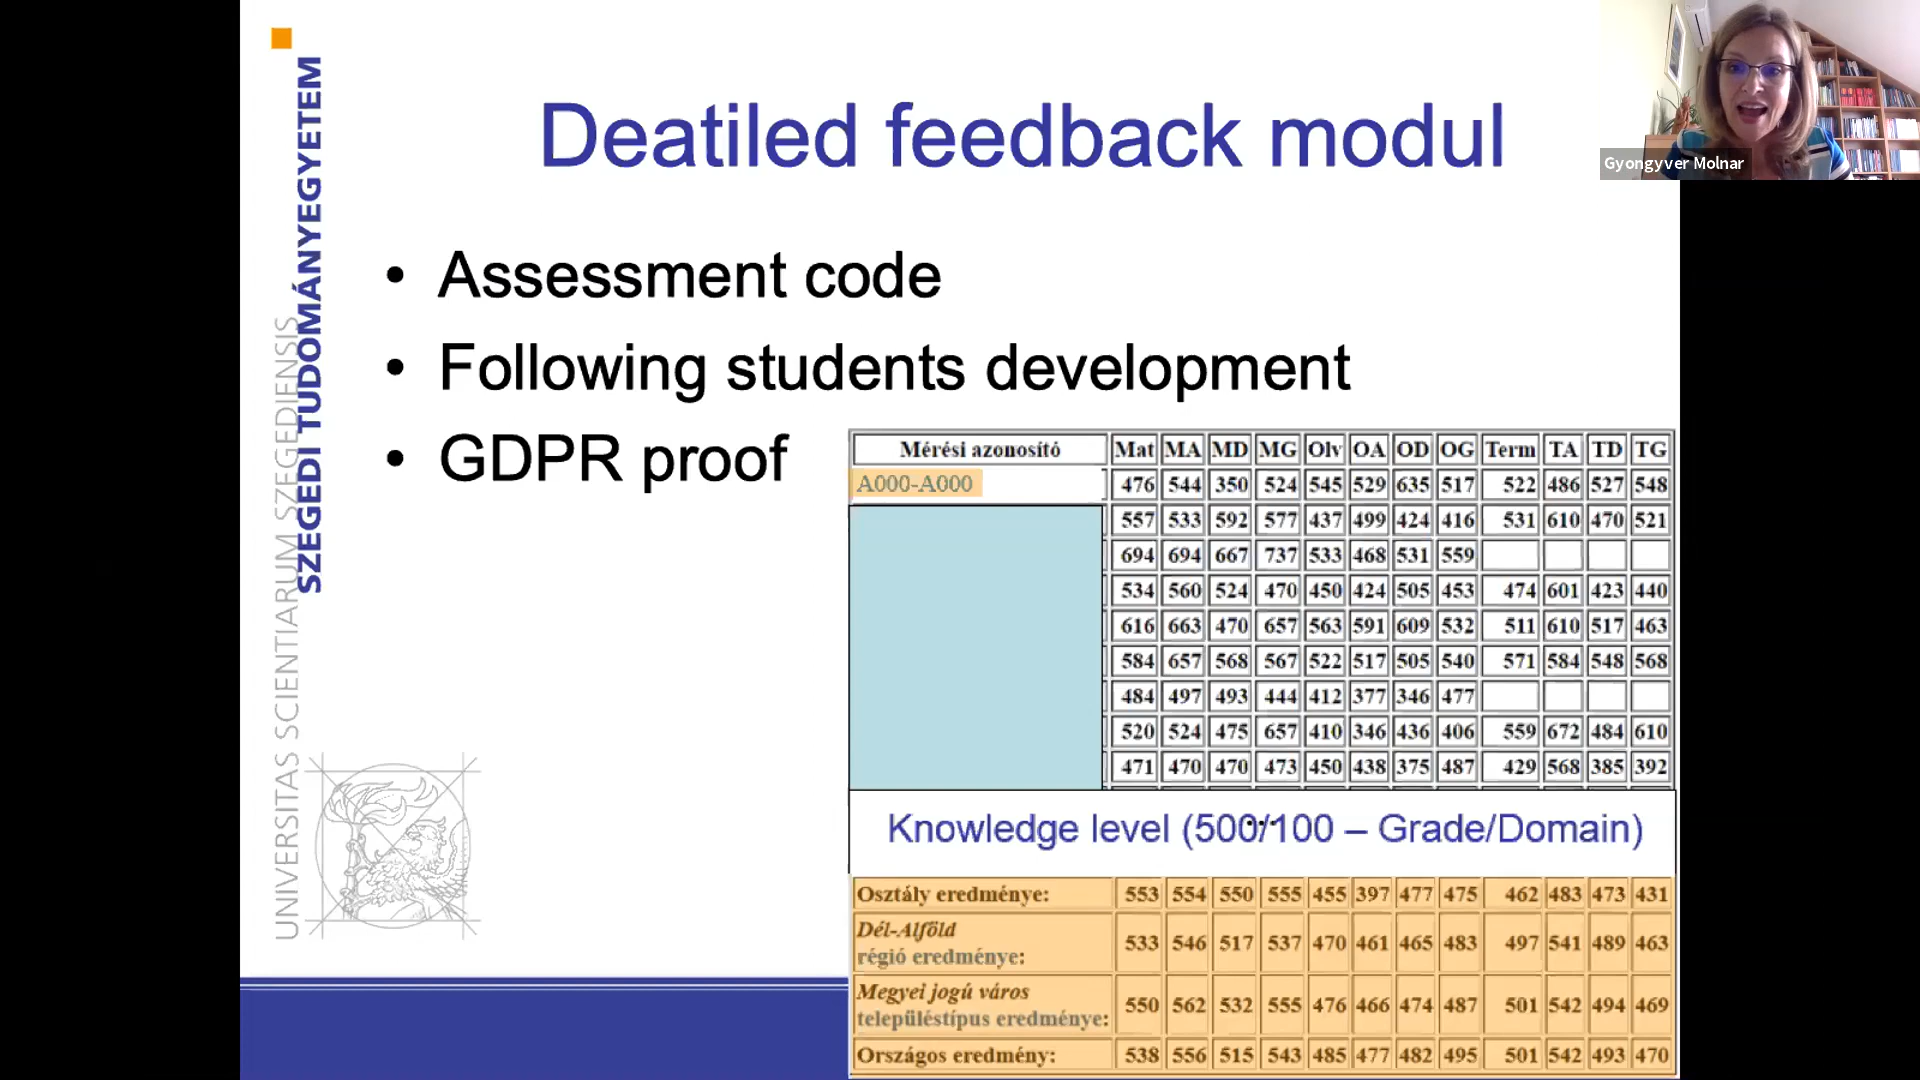 Deatiled feedback modul
Gyongyver Molnar
SZEGEDI TUDOMÁNYEGYETEM
UNIVERSITAS SCIENTIARUM SZEGEDIENSIS
• Assessment code
• Following students development
• GDPR proof
Mérési azonosító Mat MA MD MG Olv OA OD OG Term TA TD TG
A000-A000 476 544 350 524 545 529 635 517 522 486 527 548
557 533 592 577 437 499 424 416 531 610 470 521
694 694 667 737 533 468 531 559
534 560 524 470 450 424 505 453 474 601 423 440
616 663 470 657 563 591 609 532 511 610 517 463
584 657 568 567 522 517 505 540 571 584 548 568
484 497 493 444 412 377 346 477
520 524 475 657 410 346 436 406 559 672 484 610
471 470 470 473 450 438 375 487 429 568 385 392
...
Knowledge level (500/100 – Grade/Domain)
Osztály eredménye: 553 554 550 555 455 397 477 475 462 483 473 431
Dél-Alföld
régió eredménye: 533 546 517 537 470 461 465 483 497 541 489 463
Megyei jogú város
településtípus eredménye: 550 562 532 555 476 466 474 487 501 542 494 469
Országos eredmény: 538 556 515 543 485 477 482 495 501 542 493 470